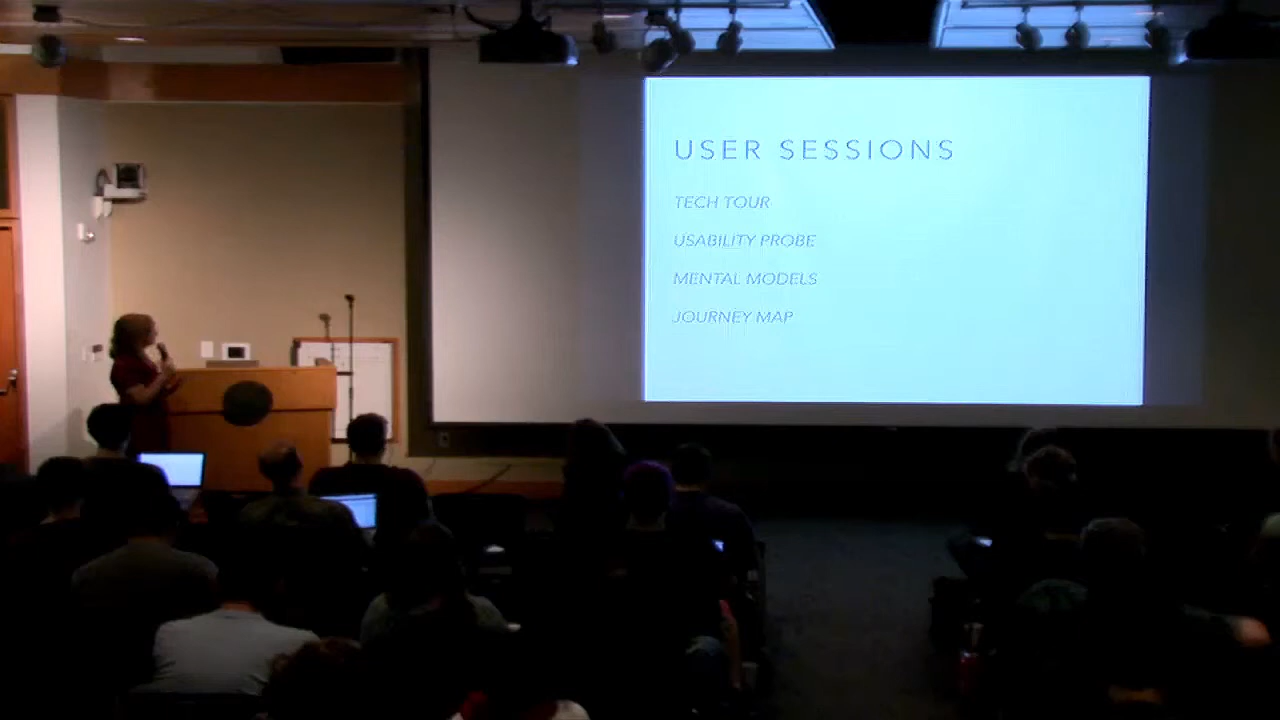 USER SESSIONS
TECH TOUR
USABILITY PROBE
MENTAL MODELS
JOURNEY MAP